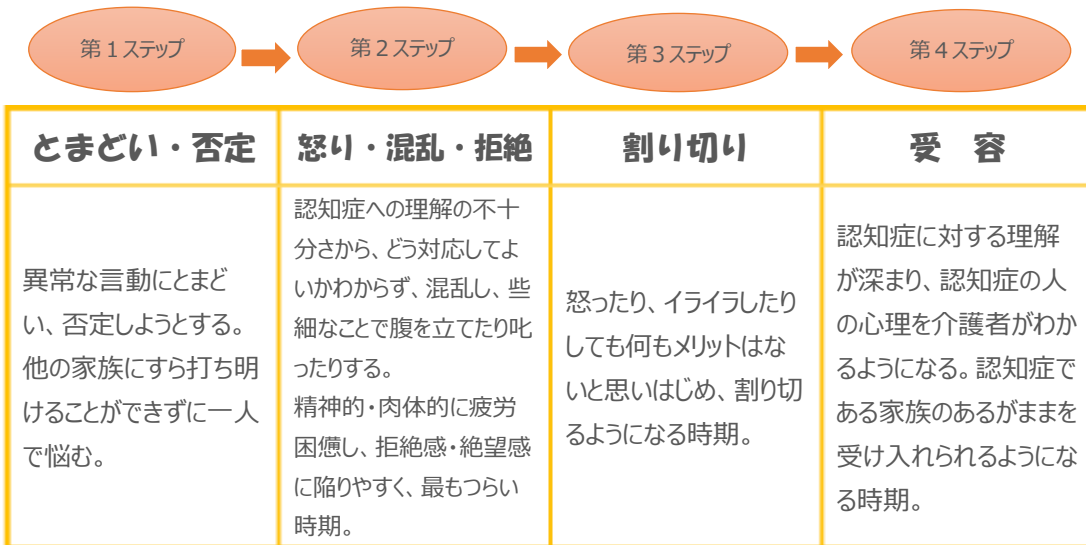 第1ステップ
第2ステップ
第3ステップ
第4ステップ
とまどい・否定
怒り・混乱・拒絶
割り切り
受 容
異常な言動にとまど
い、否定しようとする。
他の家族にすら打ち明
けることができずに一人
で悩む。
認知症への理解の不十
分さから、どう対応してよ
いかわからず、混乱し、些
細なことで腹を立てたり叱
ったりする。
精神的・肉体的に疲労
困憊し、拒絶感・絶望感
に陥りやすく、最もつらい
時期。
怒ったり、イライラしたり
しても何もメリットはな
いと思いはじめ、割り切
るようになる時期。
認知症に対する理解
が深まり、認知症の人
の心理を介護者がわか
るようになる。認知症で
ある家族のあるがままを
受け入れられるようにな
る時期。